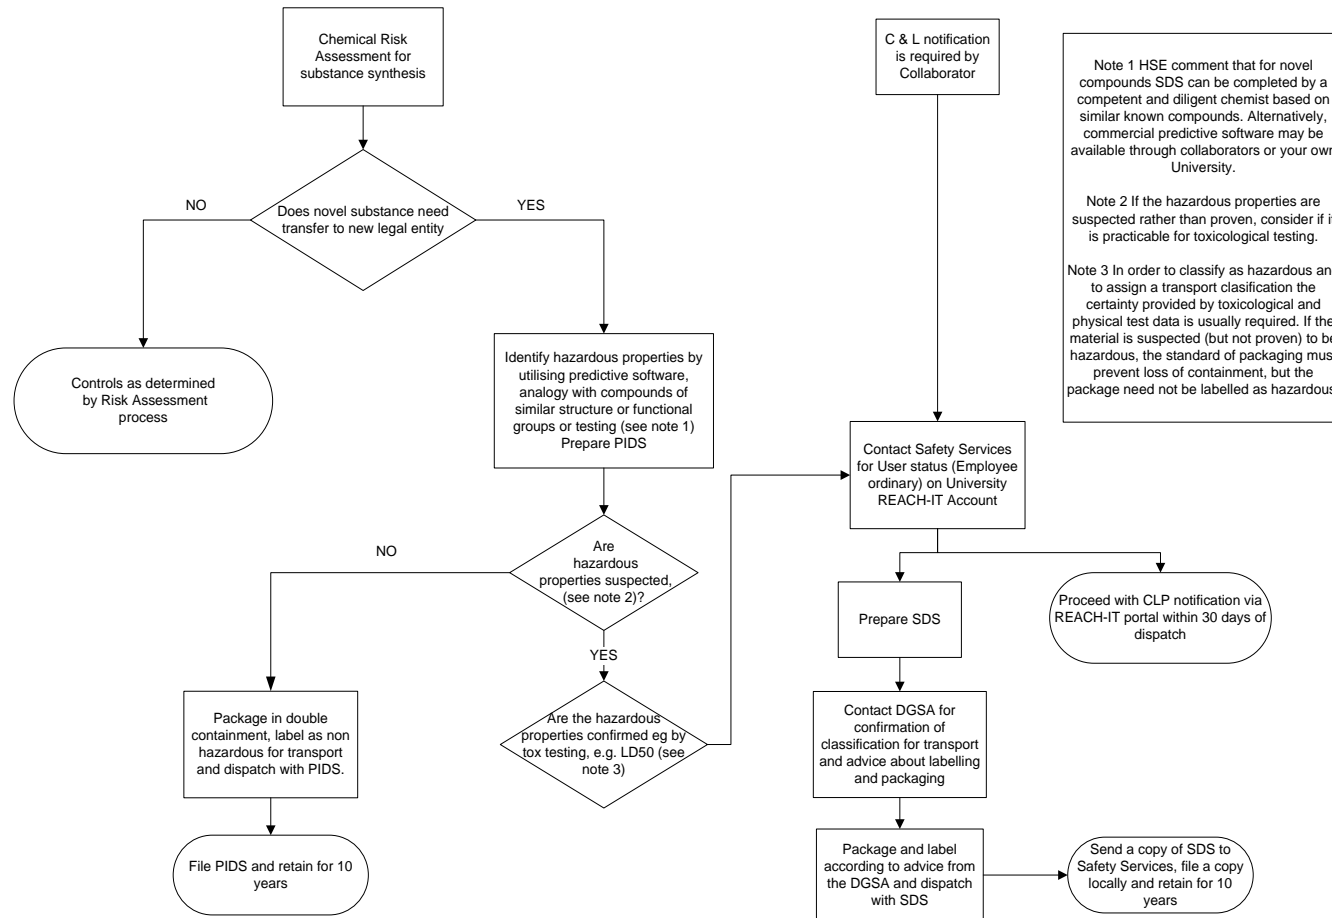 Chemical Risk
Assessment for
substance synthesis
C & L notification
is required by
Collaborator
Note 1 HSE comment that for novel
compounds SDS can be completed by a
competent and diligent chemist based on
similar known compounds. Alternatively,
commercial predictive software may be
available through collaborators or your own
University.
Note 2 If the hazardous properties are
suspected rather than proven, consider if it
is practicable for toxicological testing.
Note 3 In order to classify as hazardous an
to assign a transport clasification the
certainty provided by toxicological and
physical test data is usually required. If the
material is suspected (but not proven) to be
hazardous, the standard of packaging mus
prevent loss of containment, but the
package need not be labelled as hazardous
NO
Does novel substance need
transfer to new legal entity
YES
Controls as determined
by Risk Assessment
process
Identify hazardous properties by
utilising predictive software,
analogy with compounds of
similar structure or functional
groups or testing (see note 1)
Prepare PIDS
Contact Safety Services
for User status (Employee
ordinary) on University
REACH-IT Account
NO
Are
hazardous
properties suspected,
(see note 2)?
YES
Prepare SDS
Proceed with CLP notification via
REACH-IT portal within 30 days of
dispatch
Package in double
containment, label as non
hazardous for transport
and dispatch with PIDS.
Are the hazardous
properties confirmed eg by
tox testing, e.g. LD50 (see
note 3)
Contact DGSA for
confirmation of
classification for transport
and advice about labelling
and packaging
File PIDS and retain for 10
years
Package and label
according to advice from
the DGSA and dispatch
with SDS
Send a copy of SDS to
Safety Services, file a copy
locally and retain for 10
years